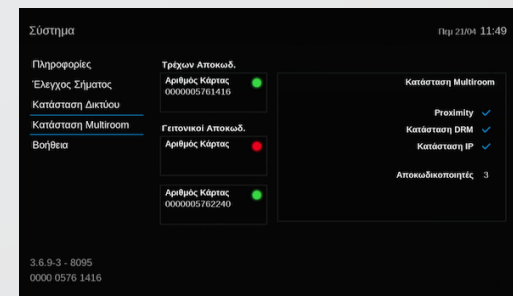 Σύστημα
Πεμ 21/04 11:49
Πληροφορίες
Έλεγχος Σήματος
Κατάσταση Δικτύου
Κατάσταση Multiroom
Βοήθεια
Τρέχων Αποκωδ.
Αριθμός Κάρτας
0000005761416
Γειτονικοί Αποκωδ.
Αριθμός Κάρτας
Αριθμός Κάρτας
0000005762240
Κατάσταση Multiroom
Proximity
Κατάσταση DRM
Κατάσταση IP
Αποκωδικοποιητές 3
3.6.9-3 - 8095
0000 0576 1416